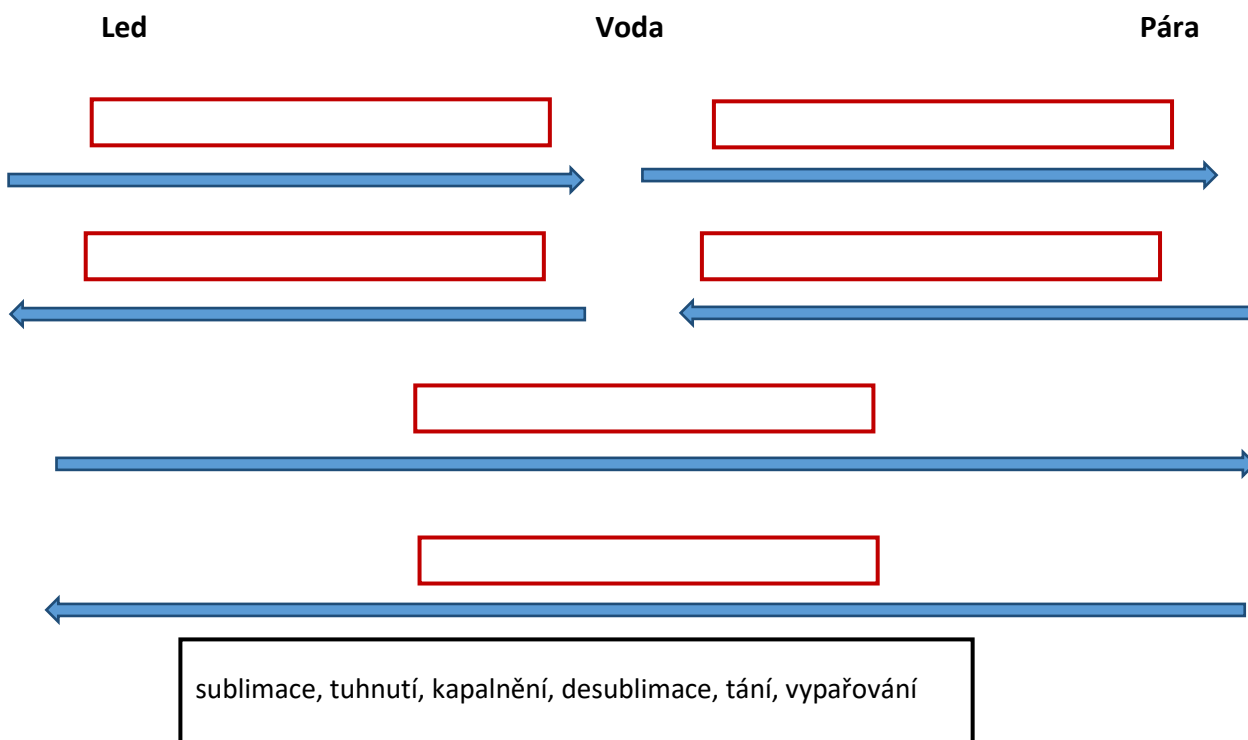 Led Voda Pára
sublimace, tuhnutí, kapalnění, desublimace, tání, vypařování